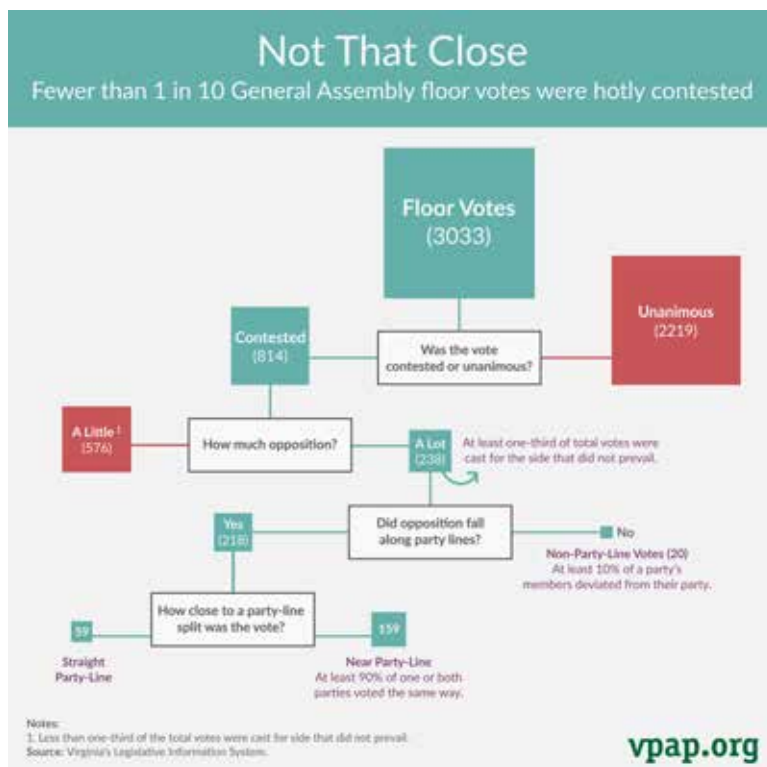 Not That Close
Fewer than 1 in 10 General Assembly floor votes were hotly contested
Floor Votes
(3033)
Unanimous
(2219)
Contested
(814)
Was the vote
contested or unanimous?
A Little 1
(576)
How much opposition?
A Lot
(238)
At least one-third of total votes were
cast for the side that did not prevail.
Yes
(218)
Did opposition fall
along party lines?
No
Non-Party-Line Votes (20)
At least 10% of a party's
members deviated from their party.
How close to a party-line
split was the vote?
59
159
Straight
Party-Line
Near Party-Line
At least 90% of one or both
parties voted the same way.
Notes:
1. Less than one-third of the total votes were cast for side that did not prevail.
Source: Virginia's Legislative Information System.
vpap.org